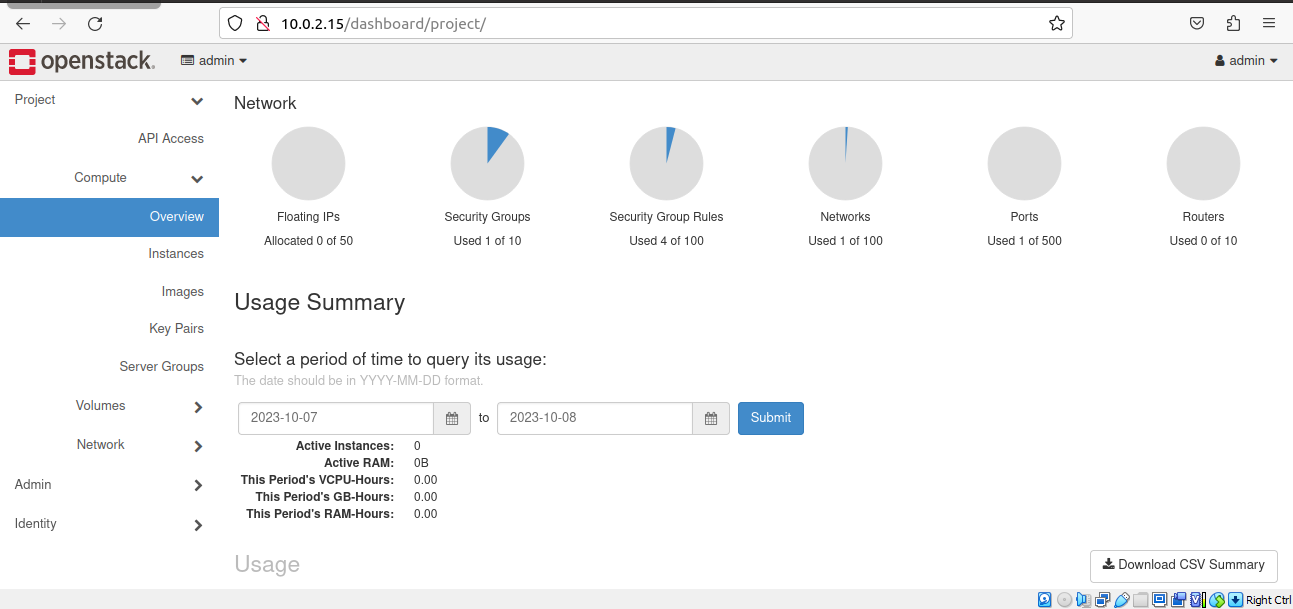 10.0.2.15/dashboard/project/
openstack. admin admin
Project
API Access
Compute
Overview
Instances
Images
Key Pairs
Server Groups
Volumes
Network
Admin
Identity
Network
Floating IPs Security Groups Security Group Rules Networks Ports Routers
Allocated 0 of 50 Used 1 of 10 Used 4 of 100 Used 1 of 100 Used 1 of 500 Used 0 of 10
Usage Summary
Select a period of time to query its usage:
The date should be in YYYY-MM-DD format.
2023-10-07 to 2023-10-08 Submit
Active Instances: 0
Active RAM: 0B
This Period's VCPU-Hours: 0.00
This Period's GB-Hours: 0.00
This Period's RAM-Hours: 0.00
Usage Download CSV Summary
Right Ctrl